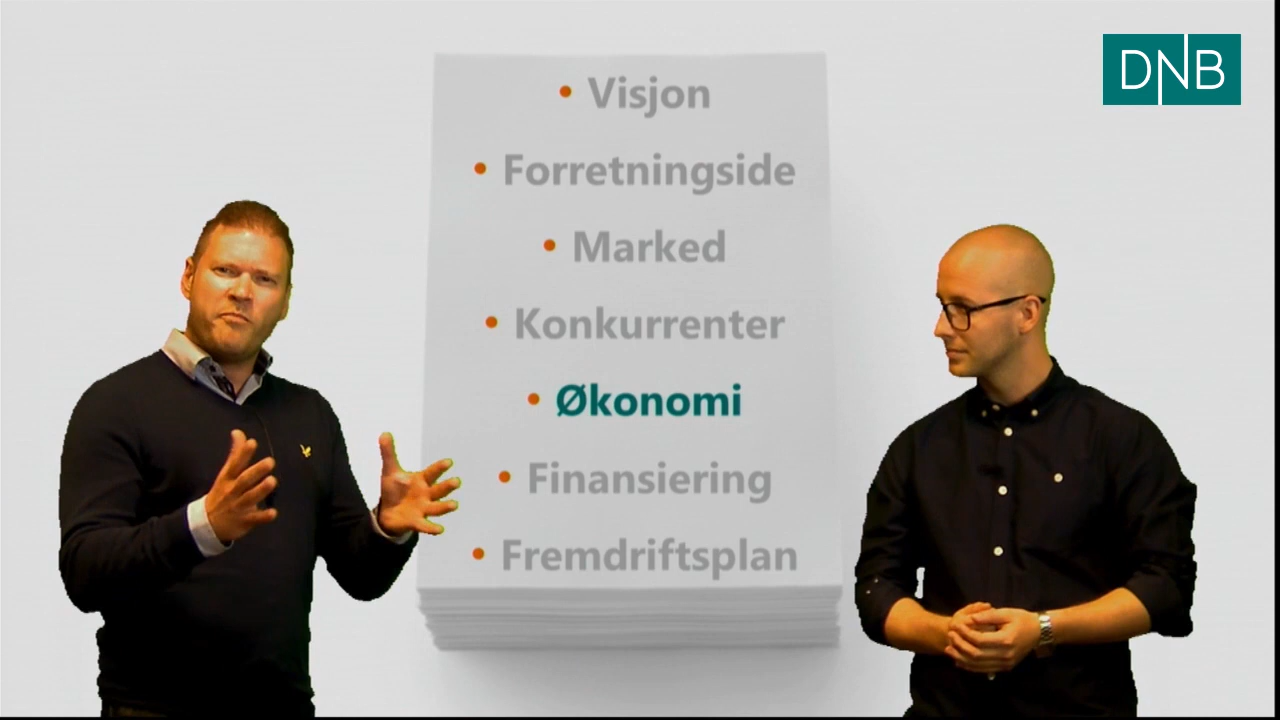 DNB
• Visjon
• Forretningside
• Marked
• Konkurrenter
• Økonomi
• Finansiering
• Fremdriftsplan